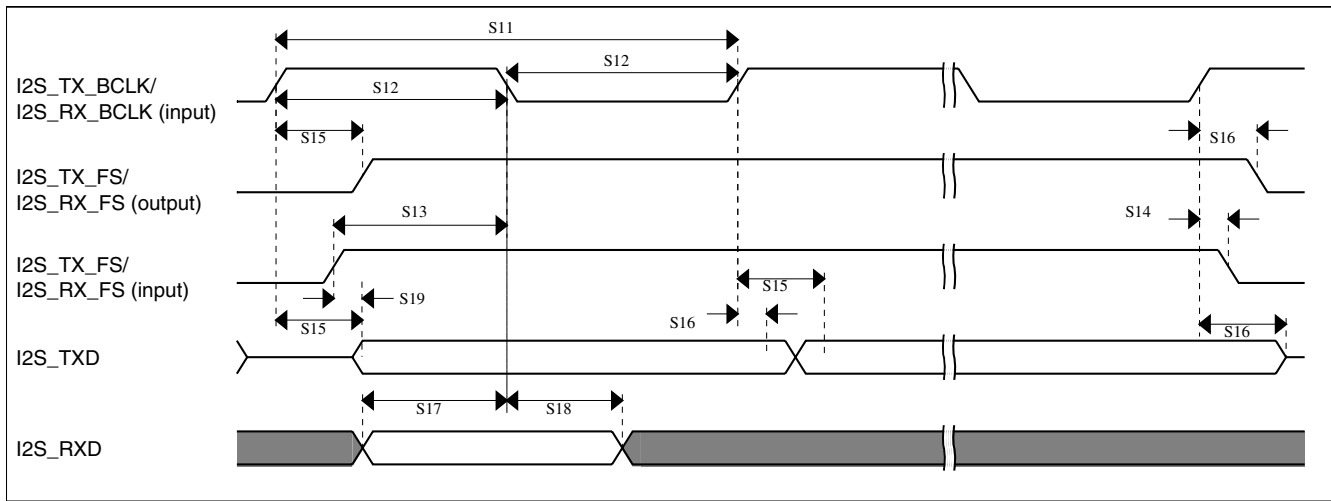 S11
I2S_TX_BCLK/
I2S_RX_BCLK (input)
S12
S12
S15
S16
I2S_TX_FS/
I2S_RX_FS (output)
S13
S14
I2S_TX_FS/
I2S_RX_FS (input)
S15
S19
S15
S16
S16
I2S_TXD
S17
S18
I2S_RXD